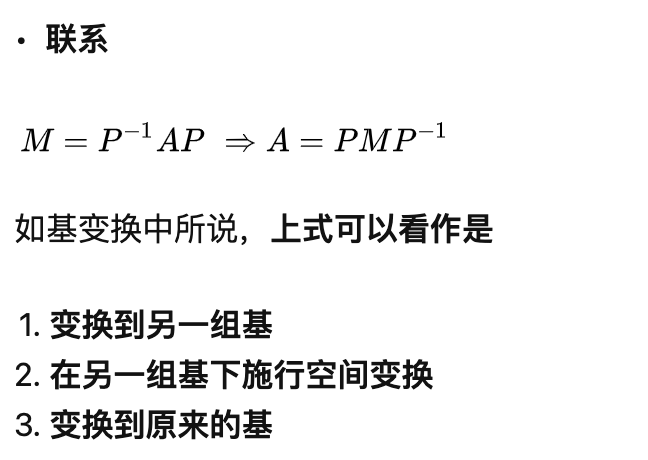 • 联系
M = P⁻¹AP ⇒ A = PMP⁻¹
如基变换中所说，上式可以看作是
1. 变换到另一组基
2. 在另一组基下施行空间变换
3. 变换到原来的基